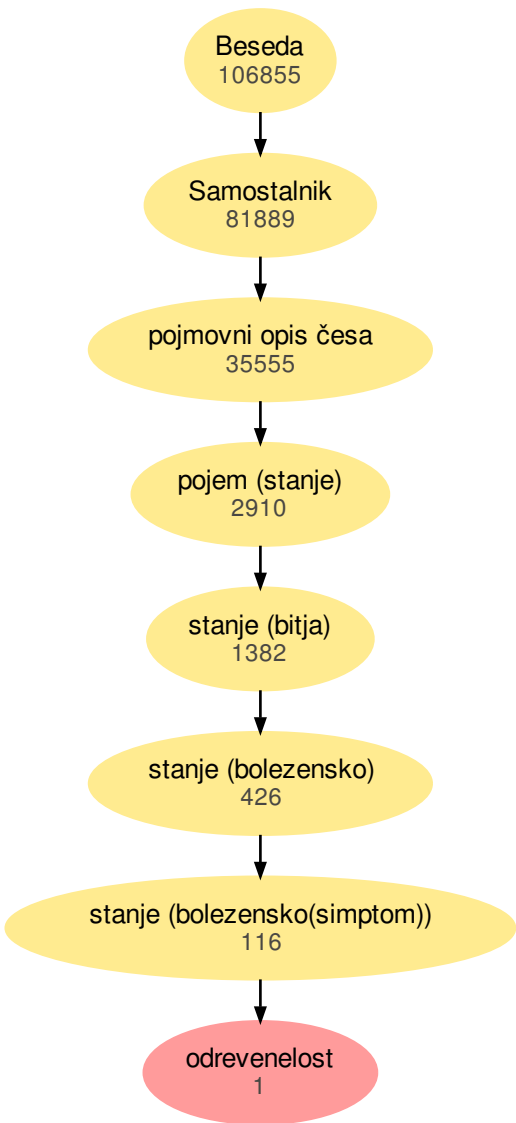 Beseda
106855
Samostalnik
81889
pojmovni opis česa
35555
pojem (stanje)
2910
stanje (bitja)
1382
stanje (bolezensko)
426
stanje (bolezensko(simptom))
116
odrevenelost
1